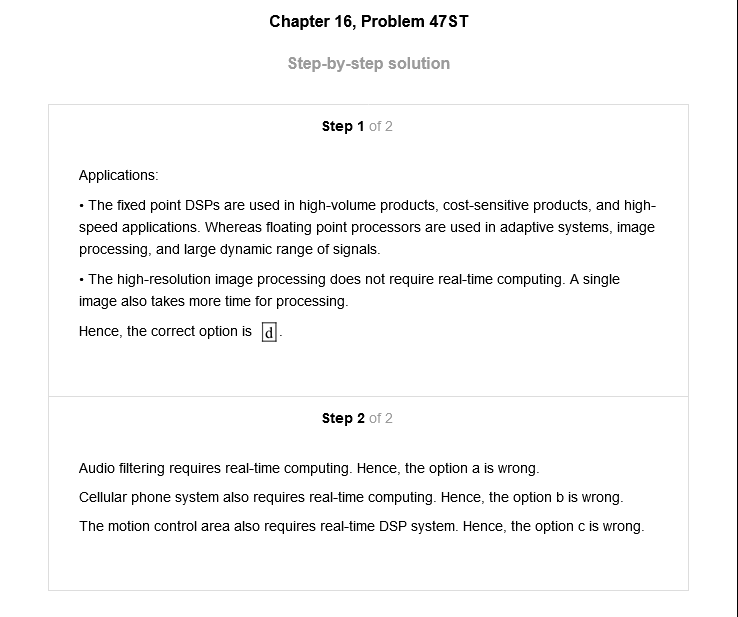 Chapter 16, Problem 47ST
Step-by-step solution
Step 1 of 2
Applications:
• The fixed point DSPs are used in high-volume products, cost-sensitive products, and high-
speed applications. Whereas floating point processors are used in adaptive systems, image
processing, and large dynamic range of signals.
• The high-resolution image processing does not require real-time computing. A single
image also takes more time for processing.
Hence, the correct option is d.
Step 2 of 2
Audio filtering requires real-time computing. Hence, the option a is wrong.
Cellular phone system also requires real-time computing. Hence, the option b is wrong.
The motion control area also requires real-time DSP system. Hence, the option c is wrong.